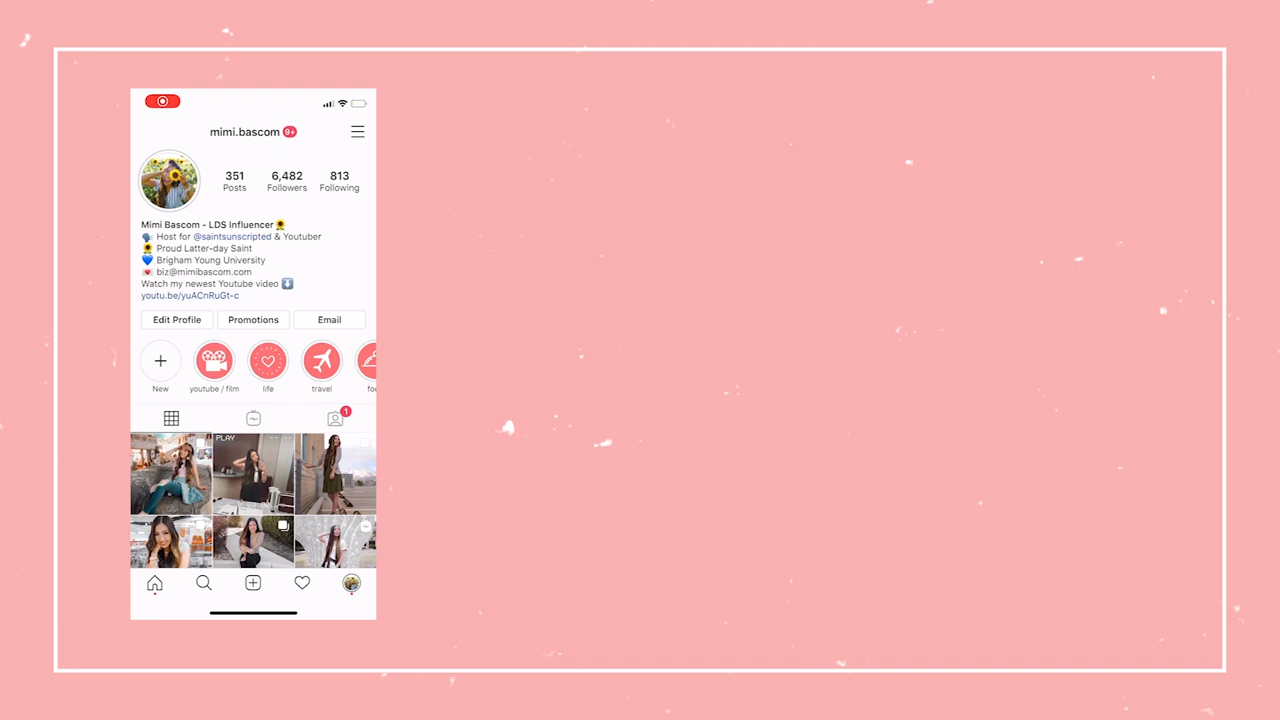 mimi.bascom 9+
351 6,482 813
Posts Followers Following
Mimi Bascom - LDS Influencer
Host for @saintsunscripted & Youtuber
Proud Latter-day Saint
Brigham Young University
biz@mimibascom.com
Watch my newest Youtube video
youtu.be/yuACnRuGt-c
Edit Profile Promotions Email
New youtube / film life travel foo
1
PLAY